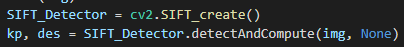 SIFT_Detector = cv2.SIFT_create()
kp, des = SIFT_Detector.detectAndCompute(img, None)